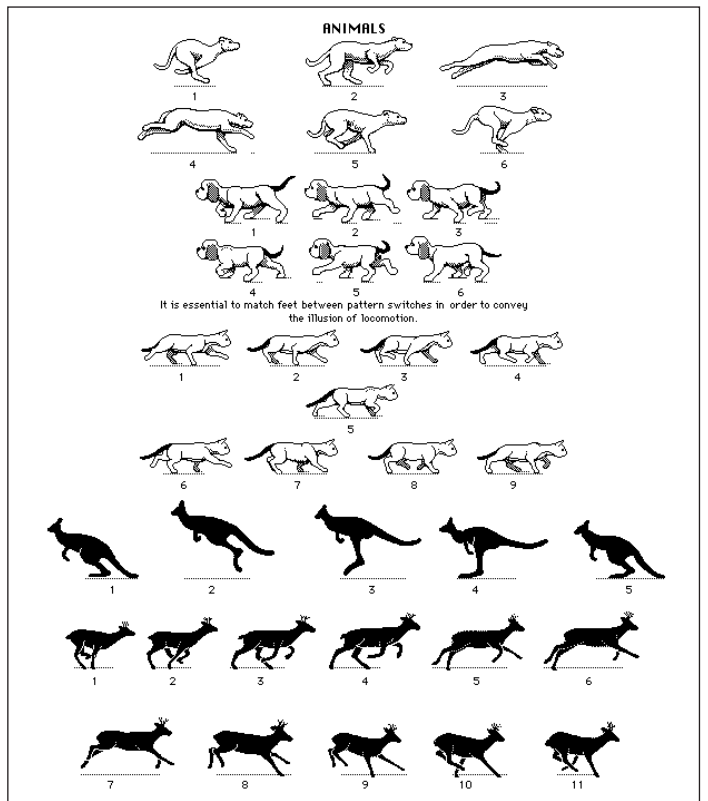 ANIMALS
1 2 3
4 5 6
1 2 3
4 5 6
It is essential to match feet between pattern switches in order to convey
the illusion of locomotion.
1 2 3 4
5
6 7 8 9
1 2 3 4 5
1 2 3 4 5 6
7 8 9 10 11